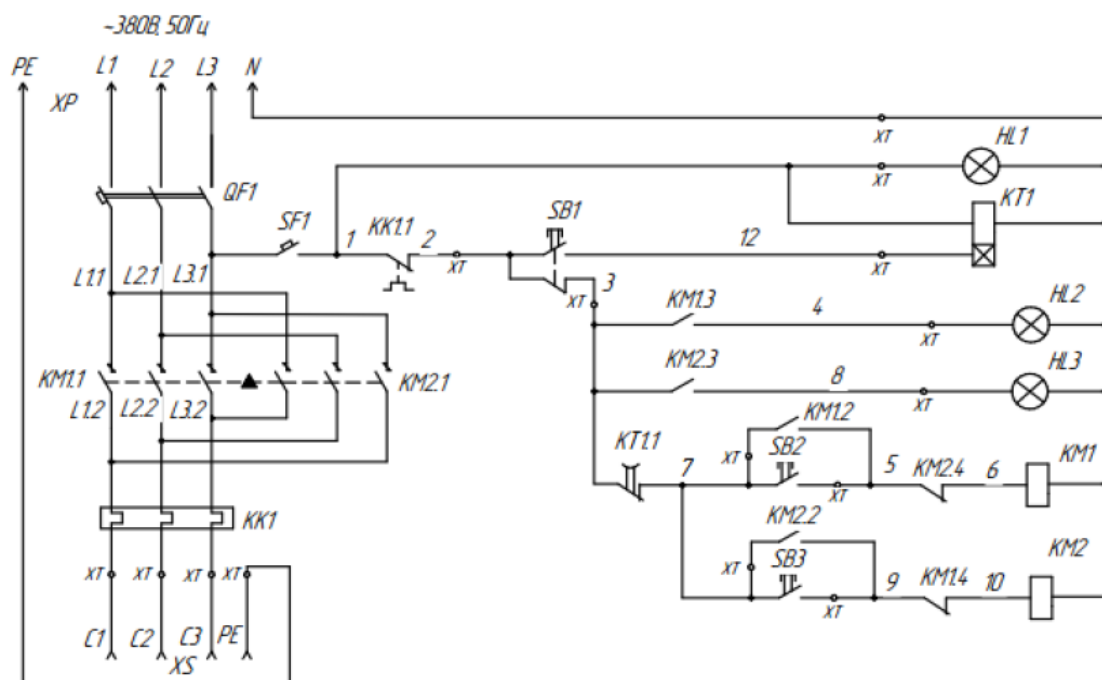 ~380В, 50Гц
PE L1 L2 L3 N
XP
XT
HL1
XT
QF1
KT1
SF1
SB1
1 KK1.1 2 12
XT XT
L1.1 L2.1 L3.1
3
XT
KM1.3 4 HL2
XT
KM2.3 8 HL3
XT
KM1.1 KM2.1
L1.2 L2.2 L3.2
KM1.2
KT1.1 7 XT SB2 5 KM2.4 6 KM1
XT
KK1
KM2.2
XT SB3 9 KM1.4 10 KM2
XT
XT XT XT XT
C1 C2 C3 PE
XS